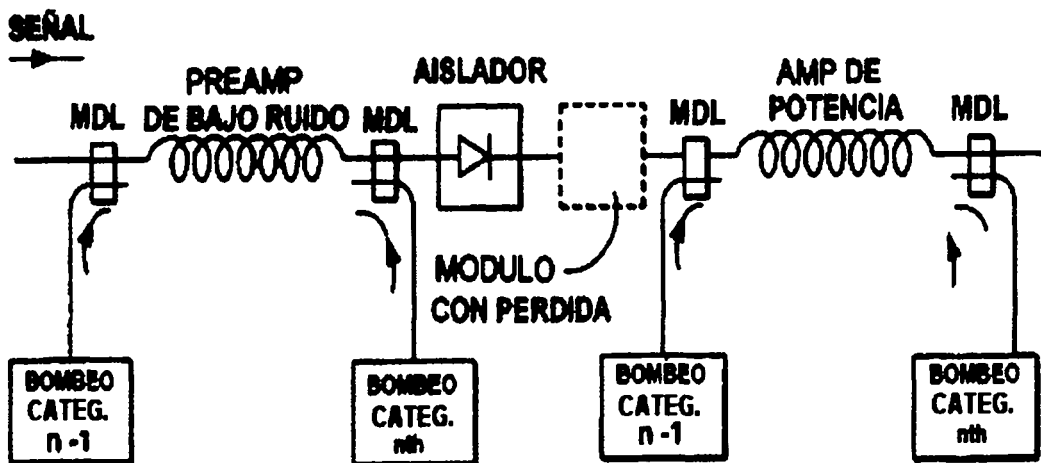 SEÑAL
PREAMP
DE BAJO RUIDO
MDL
MDL
AISLADOR
MDL
AMP DE
POTENCIA
MDL
MODULO
CON PERDIDA
BOMBEO
CATEG.
n -1
BOMBEO
CATEG.
nth
BOMBEO
CATEG.
n -1
BOMBEO
CATEG.
nth